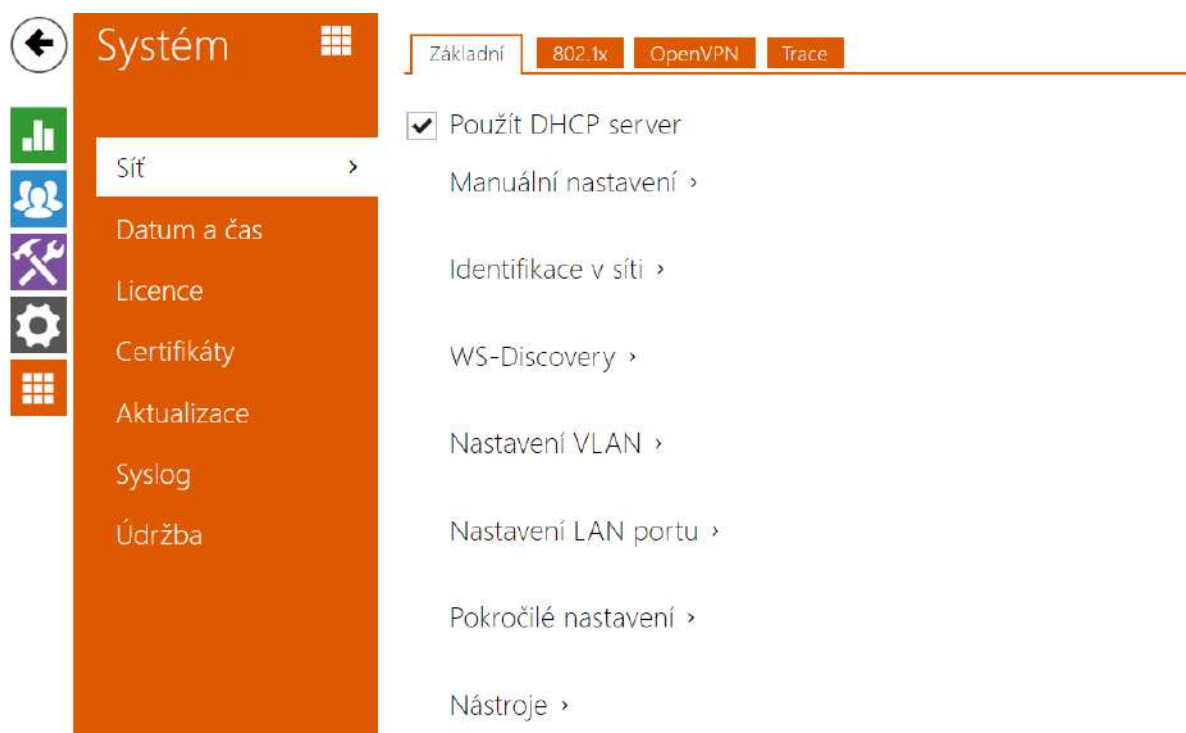 Systém
Síť
Datum a čas
Licence
Certifikáty
Aktualizace
Syslog
Údržba
Základní 802.1x OpenVPN Trace
Použít DHCP server
Manuální nastavení
Identifikace v síti
WS-Discovery
Nastavení VLAN
Nastavení LAN portu
Pokročilé nastavení
Nástroje